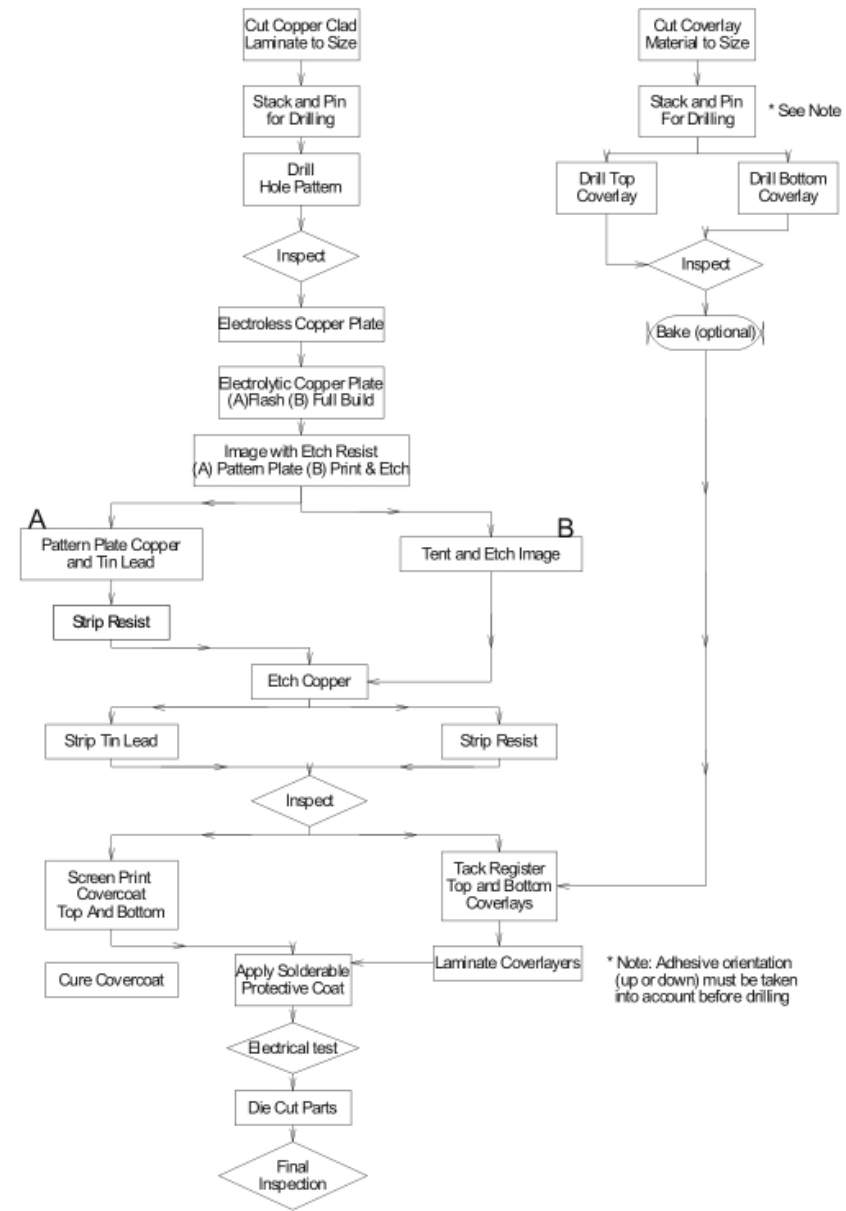 Cut Copper Clad
Laminate to Size
Stack and Pin
for Drilling
Drill
Hole Pattern
Inspect
Electroless Copper Plate
Electrolytic Copper Plate
(A)Flash (B) Full Build
Image with Etch Resist
(A) Pattern Plate (B) Print & Etch
A
Pattern Plate Copper
and Tin Lead
Strip Resist
B
Tent and Etch Image
Etch Copper
Strip Tin Lead
Strip Resist
Inspect
Screen Print
Covercoat
Top And Bottom
Cure Covercoat
Cut Coverlay
Material to Size
Stack and Pin
For Drilling
* See Note
Drill Top
Coverlay
Drill Bottom
Coverlay
Inspect
Bake (optional)
Tack Register
Top and Bottom
Coverlays
Laminate Coverlayers
* Note: Adhesive orientation
(up or down) must be taken
into account before drilling
Apply Solderable
Protective Coat
Electrical test
Die Cut Parts
Final
Inspection